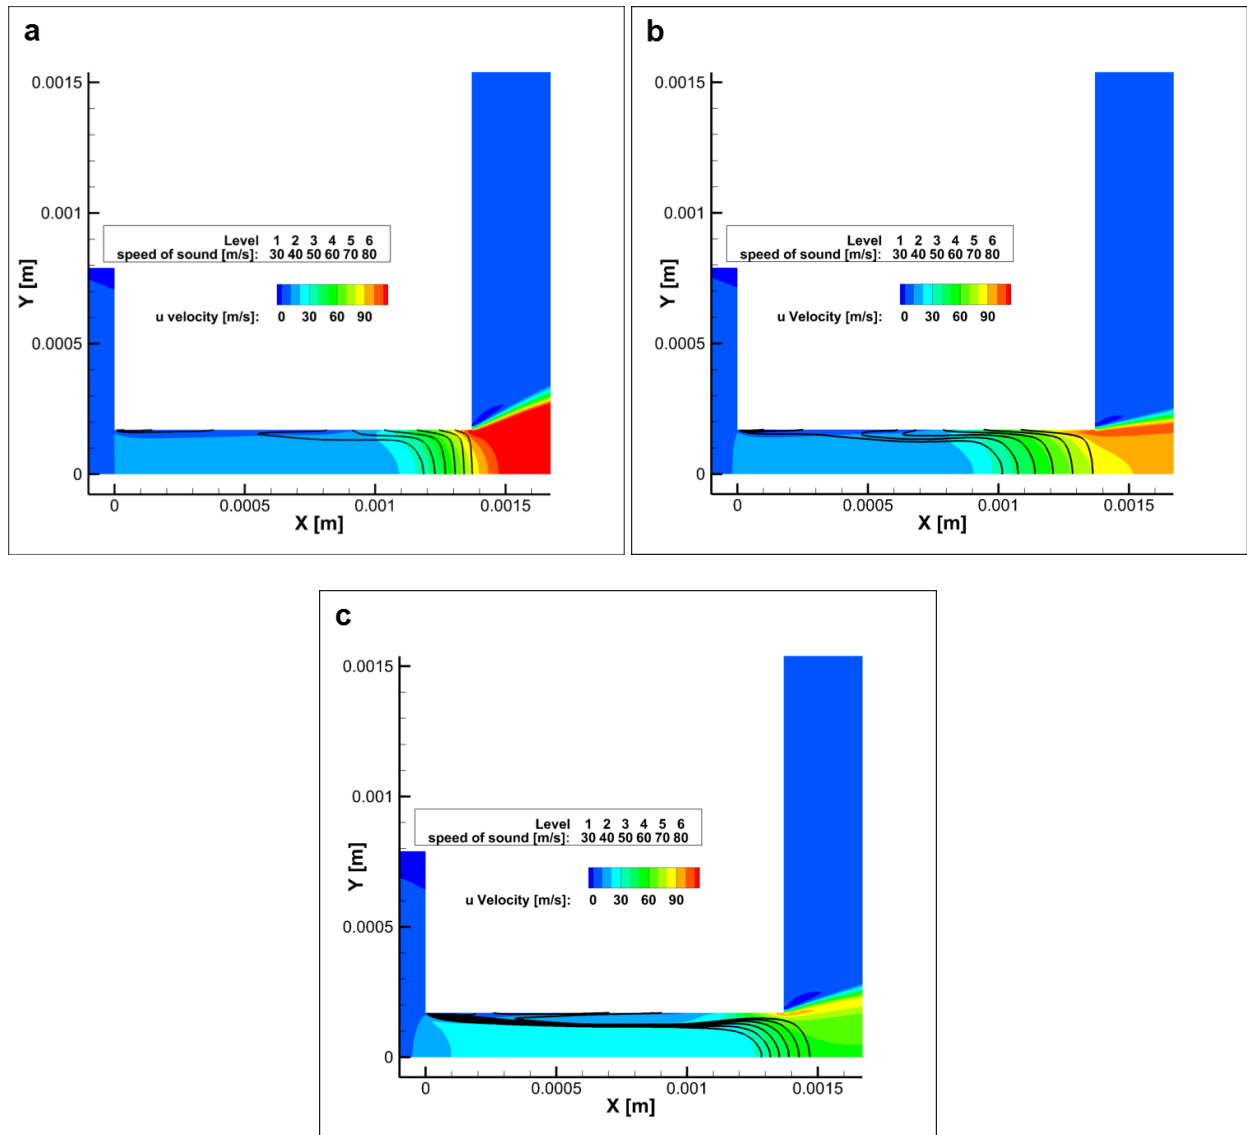 a
0.0015
0.001
0.0005
0
Y [m]
Level 1 2 3 4 5 6
speed of sound [m/s]: 30 40 50 60 70 80
u velocity [m/s]: 0 30 60 90
0 0.0005 0.001 0.0015
X [m]
b
0.0015
0.001
0.0005
0
Y [m]
Level 1 2 3 4 5 6
speed of sound [m/s]: 30 40 50 60 70 80
u Velocity [m/s]: 0 30 60 90
0 0.0005 0.001 0.0015
X [m]
c
0.0015
0.001
0.0005
0
Y [m]
Level 1 2 3 4 5 6
speed of sound [m/s]: 30 40 50 60 70 80
u Velocity [m/s]: 0 30 60 90
0 0.0005 0.001 0.0015
X [m]